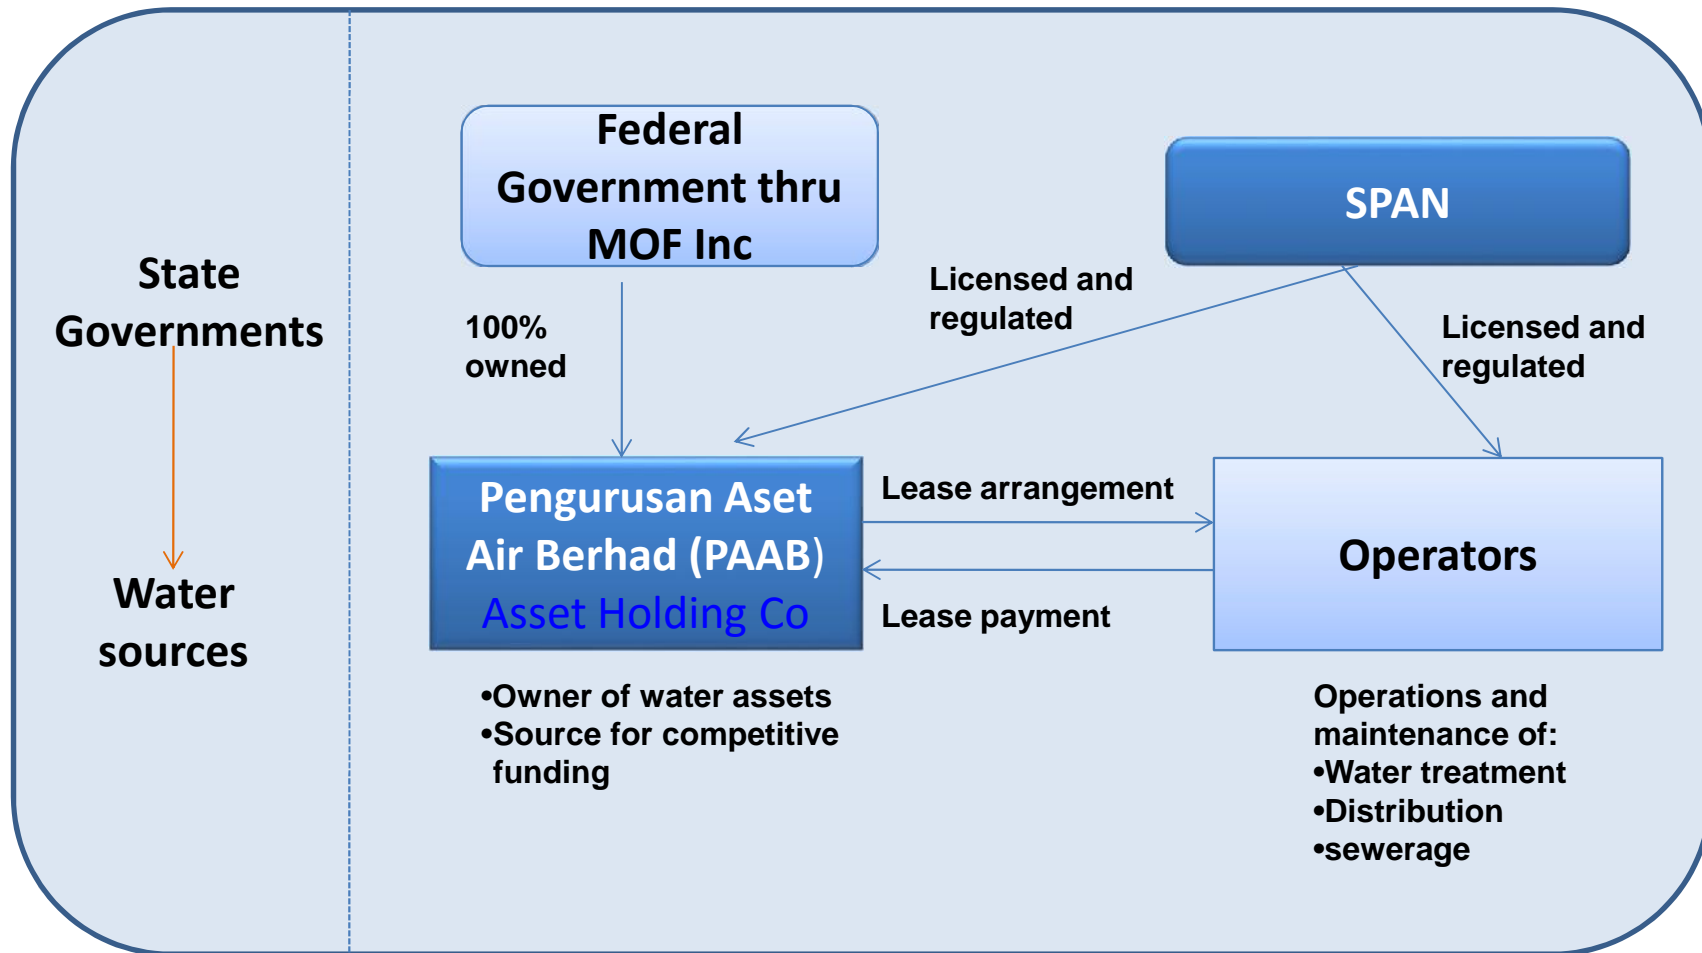 State
Governments
Water
sources
Federal
Government thru
MOF Inc
SPAN
100%
owned
Licensed and
regulated
Licensed and
regulated
Pengurusan Aset
Air Berhad (PAAB)
Asset Holding Co
Lease arrangement
Lease payment
Operators
•Owner of water assets
•Source for competitive
funding
Operations and
maintenance of:
•Water treatment
•Distribution
•sewerage